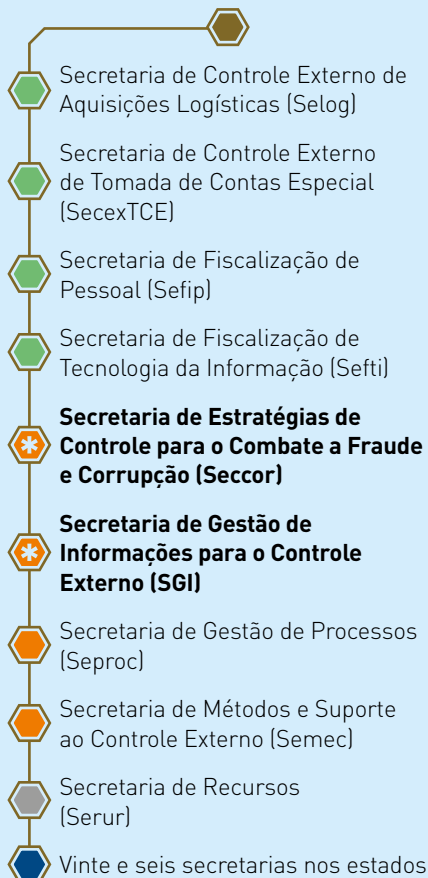 Secretaria de Controle Externo de
Aquisições Logísticas (Selog)
Secretaria de Controle Externo
de Tomada de Contas Especial
(SecexTCE)
Secretaria de Fiscalização de
Pessoal (Sefip)
Secretaria de Fiscalização de
Tecnologia da Informação (Sefti)
Secretaria de Estratégias de
Controle para o Combate a Fraude
e Corrupção (Seccor)
Secretaria de Gestão de
Informações para o Controle
Externo (SGI)
Secretaria de Gestão de Processos
(Seproc)
Secretaria de Métodos e Suporte
ao Controle Externo (Semec)
Secretaria de Recursos
(Serur)
Vinte e seis secretarias nos estados